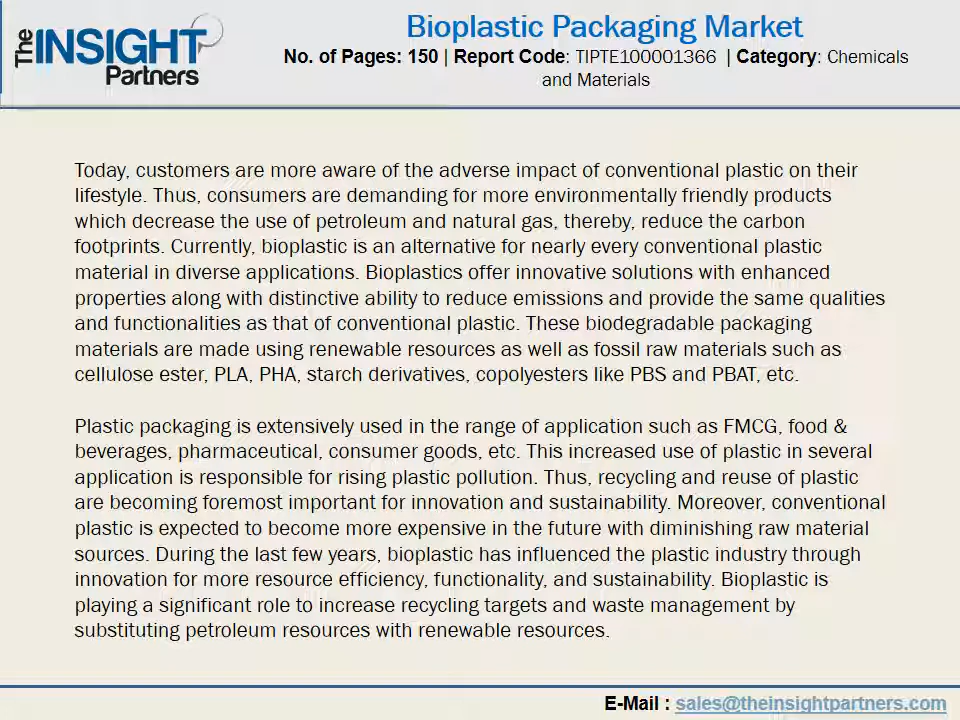 The
INSIGHT
Partners
Bioplastic Packaging Market
No. of Pages: 150 | Report Code: TIPTE100001366 | Category: Chemicals
and Materials
Today, customers are more aware of the adverse impact of conventional plastic on their
lifestyle. Thus, consumers are demanding for more environmentally friendly products
which decrease the use of petroleum and natural gas, thereby, reduce the carbon
footprints. Currently, bioplastic is an alternative for nearly every conventional plastic
material in diverse applications. Bioplastics offer innovative solutions with enhanced
properties along with distinctive ability to reduce emissions and provide the same qualities
and functionalities as that of conventional plastic. These biodegradable packaging
materials are made using renewable resources as well as fossil raw materials such as
cellulose ester, PLA, PHA, starch derivatives, copolyesters like PBS and PBAT, etc.
Plastic packaging is extensively used in the range of application such as FMCG, food &
beverages, pharmaceutical, consumer goods, etc. This increased use of plastic in several
application is responsible for rising plastic pollution. Thus, recycling and reuse of plastic
are becoming foremost important for innovation and sustainability. Moreover, conventional
plastic is expected to become more expensive in the future with diminishing raw material
sources. During the last few years, bioplastic has influenced the plastic industry through
innovation for more resource efficiency, functionality, and sustainability. Bioplastic is
playing a significant role to increase recycling targets and waste management by
substituting petroleum resources with renewable resources.
E-Mail : sales@theinsightpartners.com